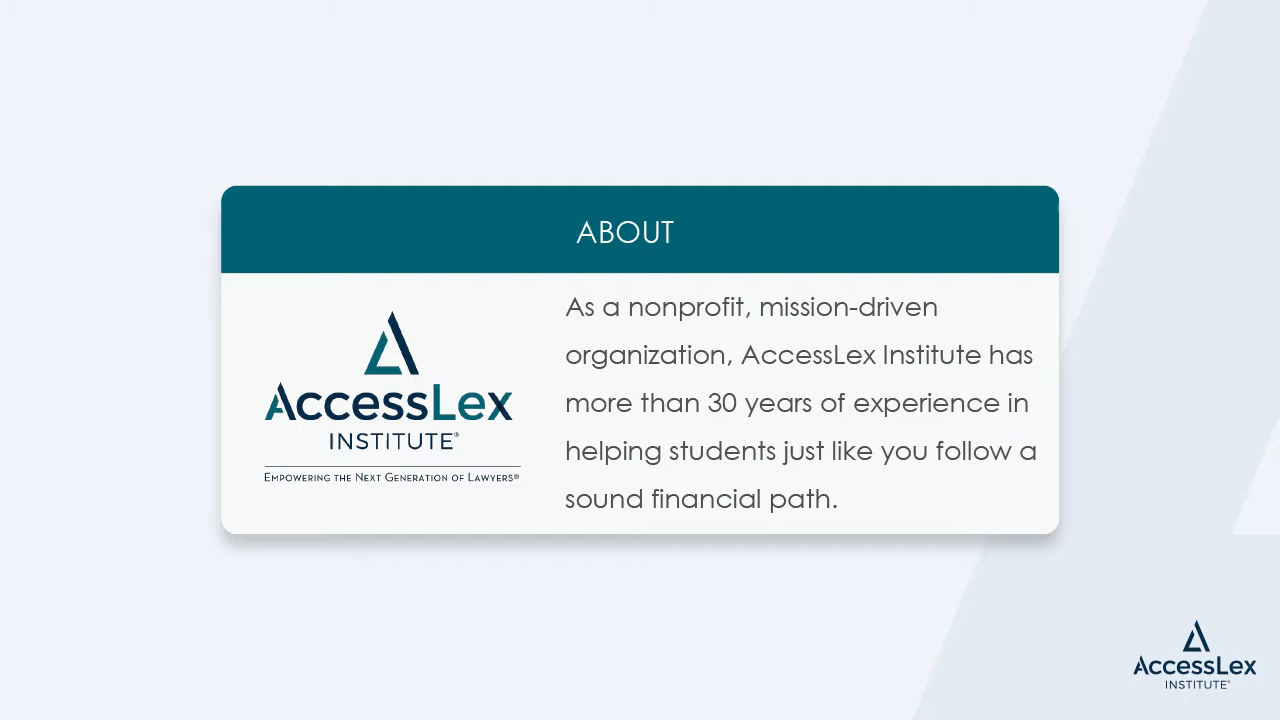 ABOUT
As a nonprofit, mission-driven
organization, AccessLex Institute has
more than 30 years of experience in
helping students just like you follow a
sound financial path.
AccessLex
INSTITUTE®
EMPOWERING THE NEXT GENERATION OF LAWYERS®
AccessLex
INSTITUTE®